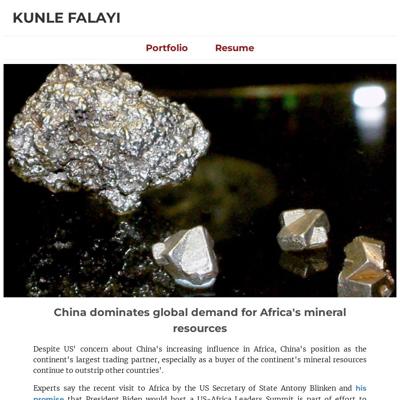 KUNLE FALAYI
Portfolio Resume
China dominates global demand for Africa's mineral
resources
Despite US' concern about China's increasing influence in Africa, China's position as the
continent's largest trading partner, especially as a buyer of the continent's mineral resources
continue to outstrip other countries'.
Experts say the recent visit to Africa by the US Secretary of State Antony Blinken and his
promise that President Biden would host a US-Africa Leaders Summit is part of effort to